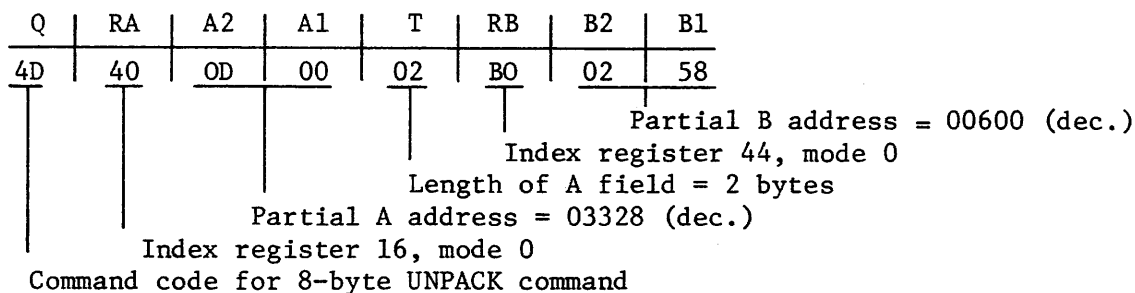 Q | RA | A2 | A1 | T | RB | B2 | B1
4D | 40 | 0D | 00 | 02 | B0 | 02 | 58
Partial B address = 00600 (dec.)
Index register 44, mode 0
Length of A field = 2 bytes
Partial A address = 03328 (dec.)
Index register 16, mode 0
Command code for 8-byte UNPACK command